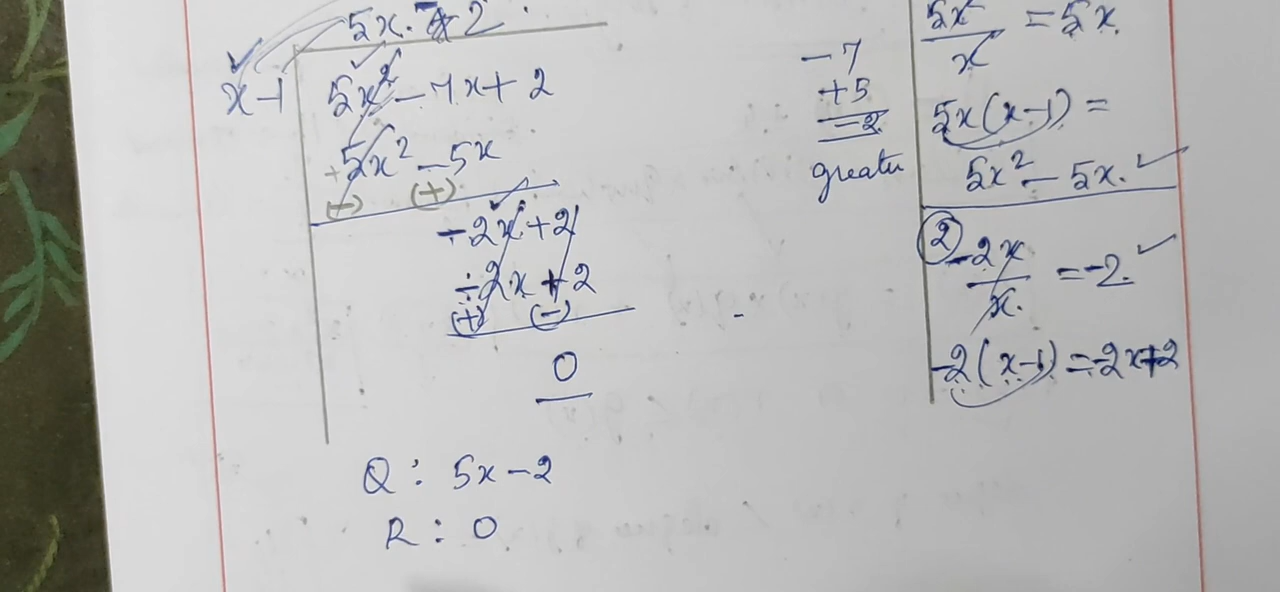 5x - 2
x-1
5x² - 7x + 2
+5x² - 5x
(-) (+)
-2x + 2
-2x + 2
(+) (-)
0
Q : 5x - 2
R : 0
- 7
+ 5
- 2
greater
= 5x
x
5x(x-1) =
5x² - 5x.
2
-2x
x
= -2.
-2(x-1) = -2x+2